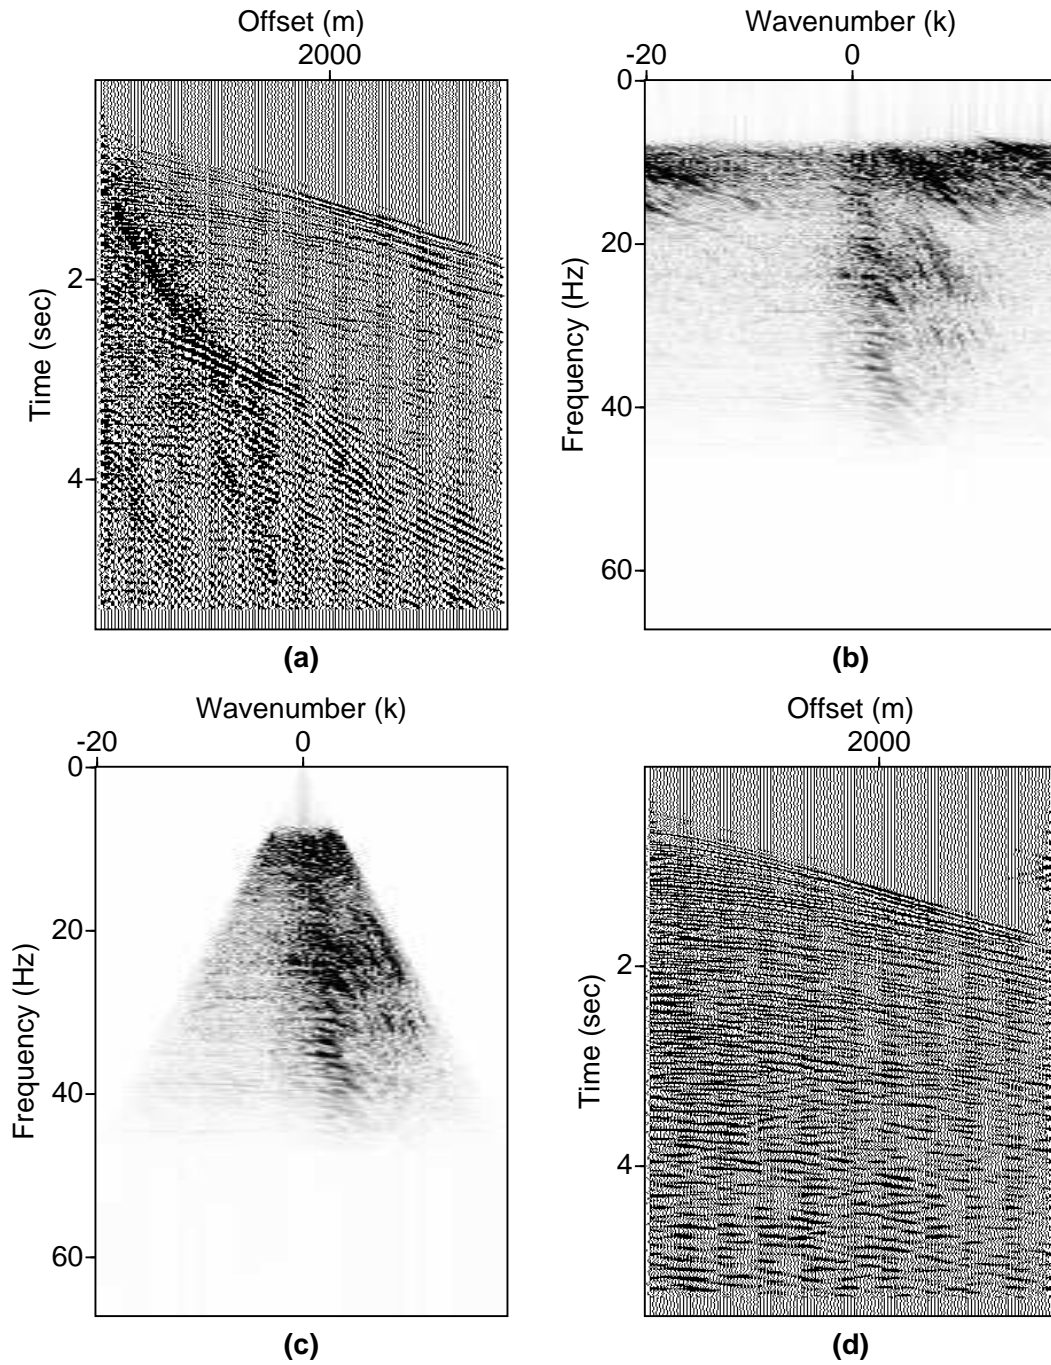 Offset (m)
2000
Time (sec)
2
4
(a)
Wavenumber (k)
-20 0
Frequency (Hz)
0
20
40
60
(b)
Wavenumber (k)
-20 0
Frequency (Hz)
0
20
40
60
(c)
Offset (m)
2000
Time (sec)
2
4
(d)